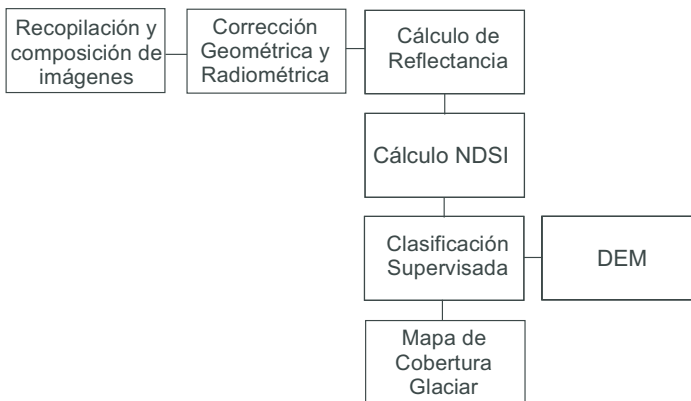 Recopilación y
composición de
imágenes
Corrección
Geométrica y
Radiométrica
Cálculo de
Reflectancia
Cálculo NDSI
Clasificación
Supervisada
DEM
Mapa de
Cobertura
Glaciar